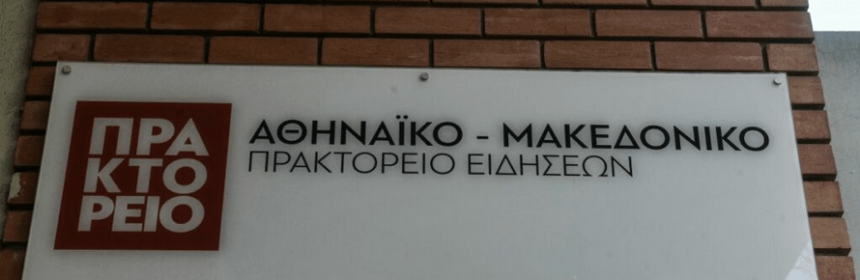 ΠΡΑ
ΚΤΟ
ΡΕΙΟ
ΑΘΗΝΑΪΚΟ - ΜΑΚΕΔΟΝΙΚΟ
ΠΡΑΚΤΟΡΕΙΟ ΕΙΔΗΣΕΩΝ